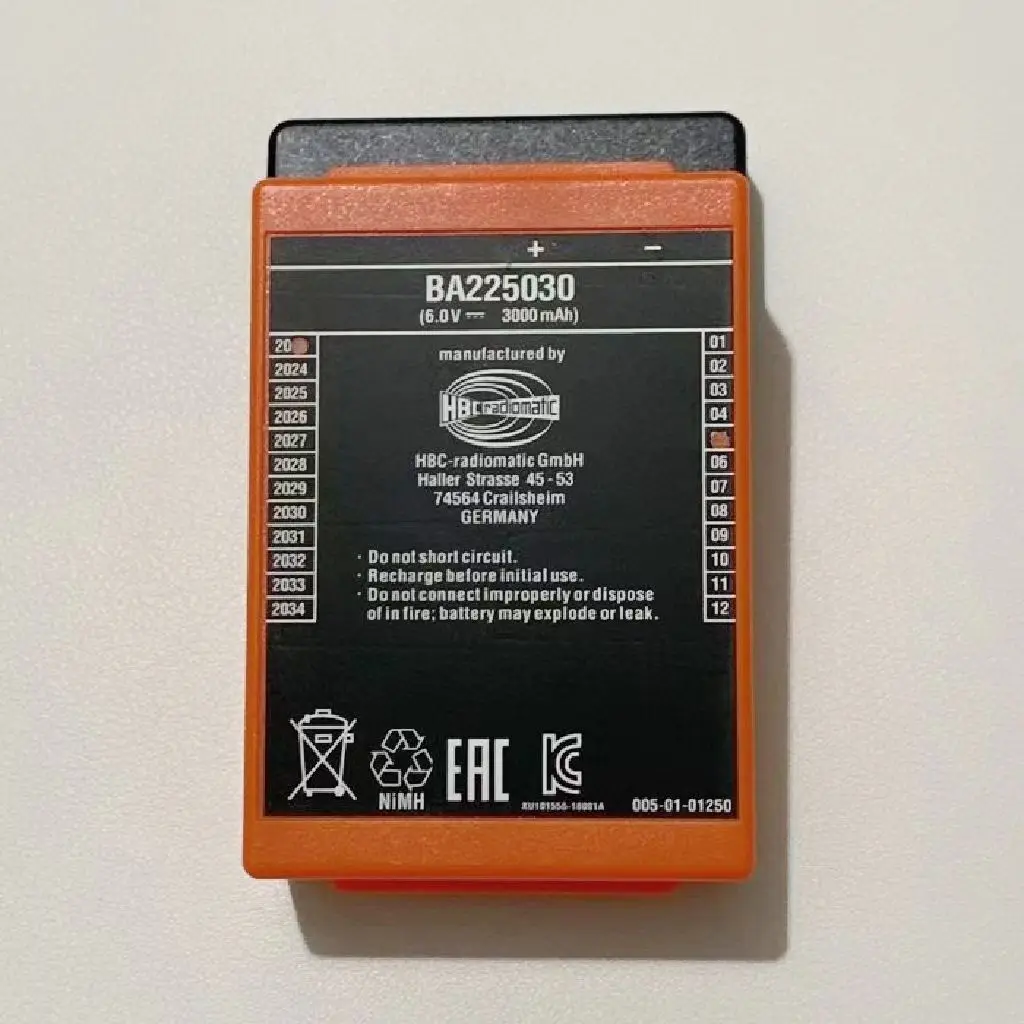 + −
BA225030
(6.0V 3000 mAh)
manufactured by
HBC radiomatic
HBC-radiomatic GmbH
Haller Strasse 45-53
74564 Crailsheim
GERMANY
· Do not short circuit.
· Recharge before initial use.
· Do not connect improperly or dispose
of in fire; battery may explode or leak.
20
2024
2025
2026
2027
2028
2029
2030
2031
2032
2033
2034
01
02
03
04
06
07
08
09
10
11
12
NiMH
EAC
KC
005-01-01250